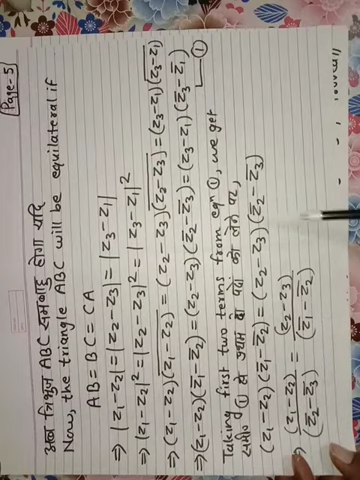 Page-5
अब त्रिभुज ABC समबाहु होगा यदि
Now, the triangle ABC will be equilateral if
AB = BC = CA
⇒ |z₁-z₂| = |z₂-z₃| = |z₃-z₁|
⇒ |z₁-z₂|² = |z₂-z₃|² = |z₃-z₁|²
⇒ (z₁-z₂)(\overline{z₁-z₂}) = (z₂-z₃)(\overline{z₂-z₃}) = (z₃-z₁)(\overline{z₃-z₁})
⇒ (z₁-z₂)(z̄₁-z̄₂) = (z₂-z₃)(z̄₂-z̄₃) = (z₃-z₁)(z̄₃-z̄₁)
①
Taking first two terms from eqⁿ ①, we get
समी० ① से प्रथम दो पदों को लेने पर,
(z₁-z₂)(z̄₁-z̄₂) = (z₂-z₃)(z̄₂-z̄₃)
⇒ (z₁-z₂)/(z̄₂-z̄₃) = (z₂-z₃)/(z̄₁-z̄₂)